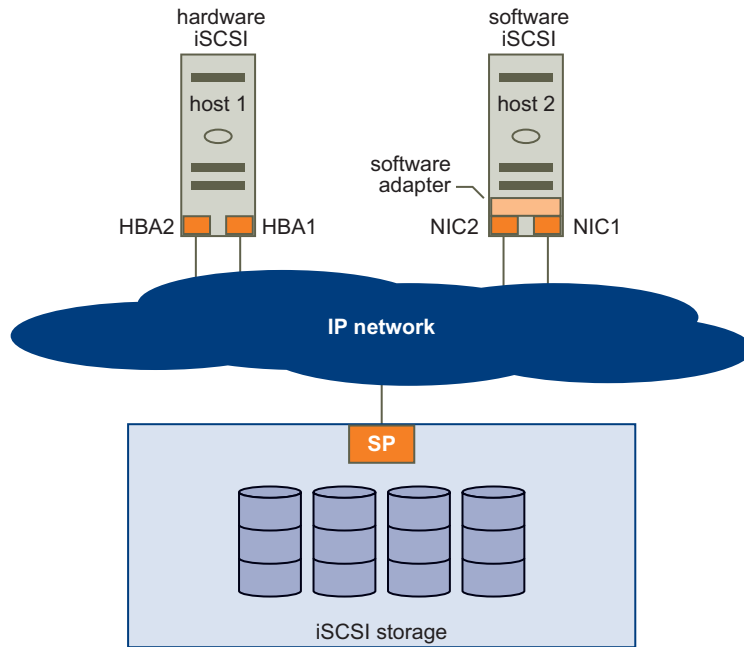 hardware
iSCSI
software
iSCSI
host 1
host 2
software
adapter
HBA2
HBA1
NIC2
NIC1
IP network
SP
iSCSI storage